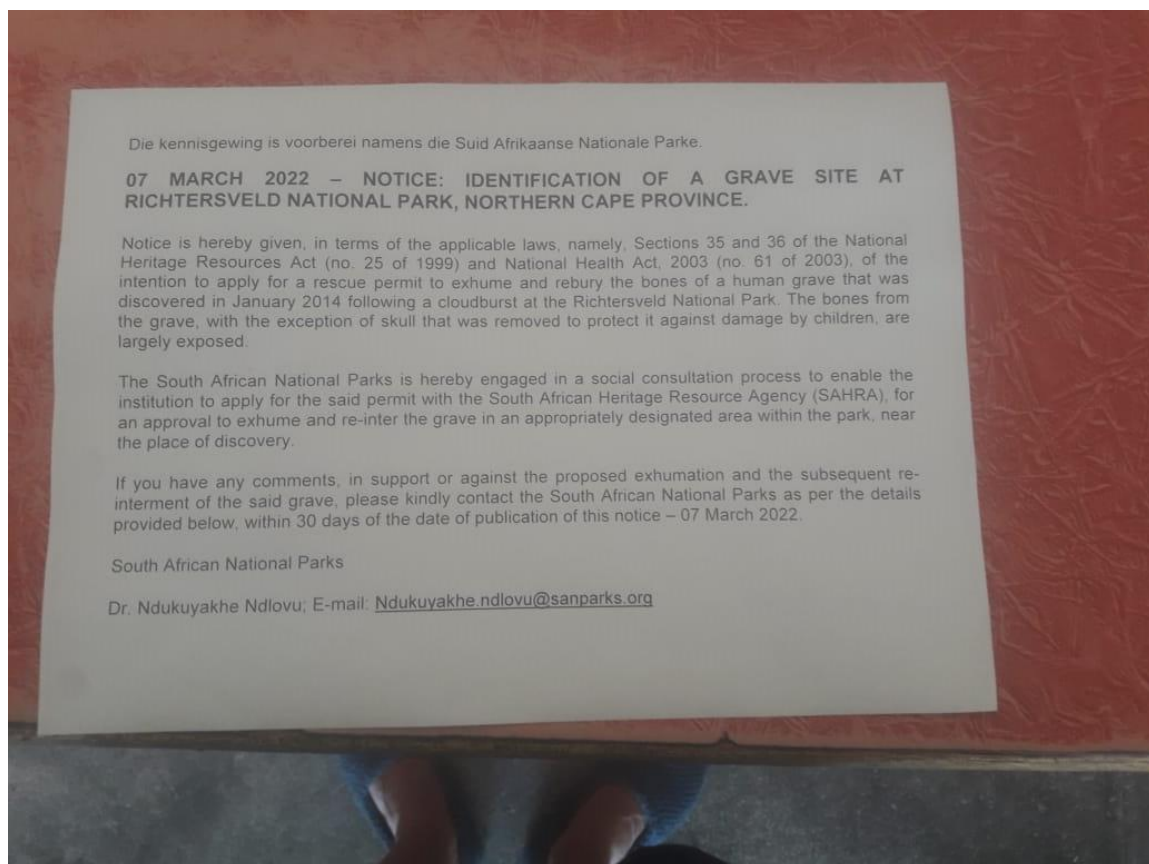 Die kennisgewing is voorberei namens die Suid Afrikaanse Nationale Parke.
07 MARCH 2022 – NOTICE: IDENTIFICATION OF A GRAVE SITE AT
RICHTERSVELD NATIONAL PARK, NORTHERN CAPE PROVINCE.
Notice is hereby given, in terms of the applicable laws, namely, Sections 35 and 36 of the National
Heritage Resources Act (no. 25 of 1999) and National Health Act, 2003 (no. 61 of 2003), of the
intention to apply for a rescue permit to exhume and rebury the bones of a human grave that was
discovered in January 2014 following a cloudburst at the Richtersveld National Park. The bones from
the grave, with the exception of skull that was removed to protect it against damage by children, are
largely exposed.
The South African National Parks is hereby engaged in a social consultation process to enable the
institution to apply for the said permit with the South African Heritage Resource Agency (SAHRA), for
an approval to exhume and re-inter the grave in an appropriately designated area within the park, near
the place of discovery.
If you have any comments, in support or against the proposed exhumation and the subsequent re-
interment of the said grave, please kindly contact the South African National Parks as per the details
provided below, within 30 days of the date of publication of this notice – 07 March 2022.
South African National Parks
Dr. Ndukuyakhe Ndlovu; E-mail: Ndukuyakhe.ndlovu@sanparks.org